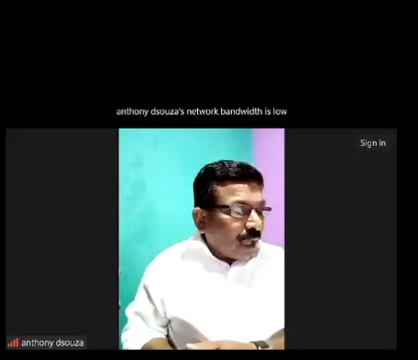 anthony dsouza's network bandwidth is low
Sign in
anthony dsouza